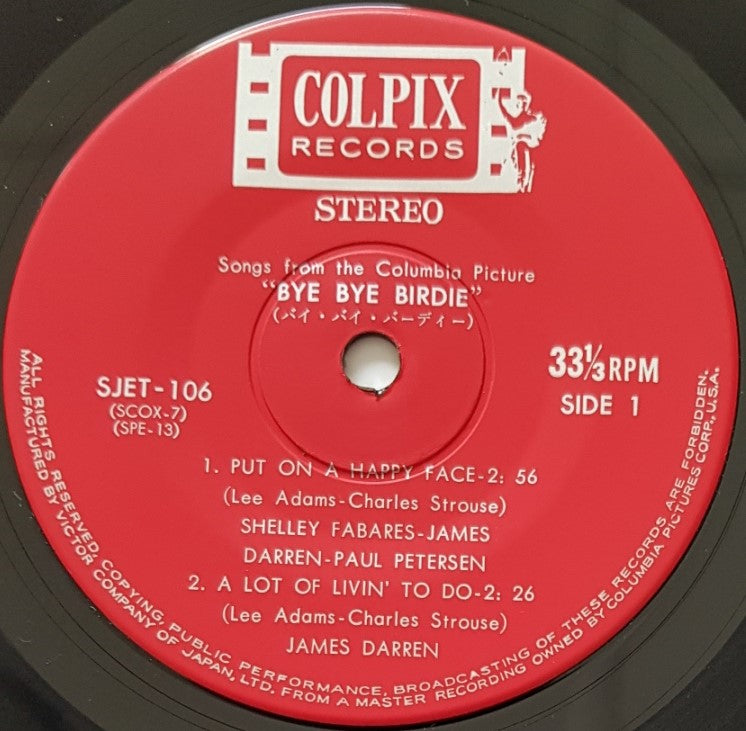 COLPIX
RECORDS
STEREO
Songs from the Columbia Picture
"BYE BYE BIRDIE"
(バイ・バイ・バーディー)
SJET-106
(SCOX-7)
(SPE-13)
33⅓ RPM
SIDE 1
1. PUT ON A HAPPY FACE-2: 56
(Lee Adams-Charles Strouse)
SHELLEY FABARES-JAMES
DARREN-PAUL PETERSEN
2. A LOT OF LIVIN' TO DO-2: 26
(Lee Adams-Charles Strouse)
JAMES DARREN
ALL RIGHTS RESERVED, COPYING, PUBLIC PERFORMANCE, BROADCASTING OF THESE RECORDS ARE FORBIDDEN.
MANUFACTURED BY VICTOR COMPANY OF JAPAN, LTD. FROM A MASTER RECORDING OWNED BY COLUMBIA PICTURES CORP., U.S.A.